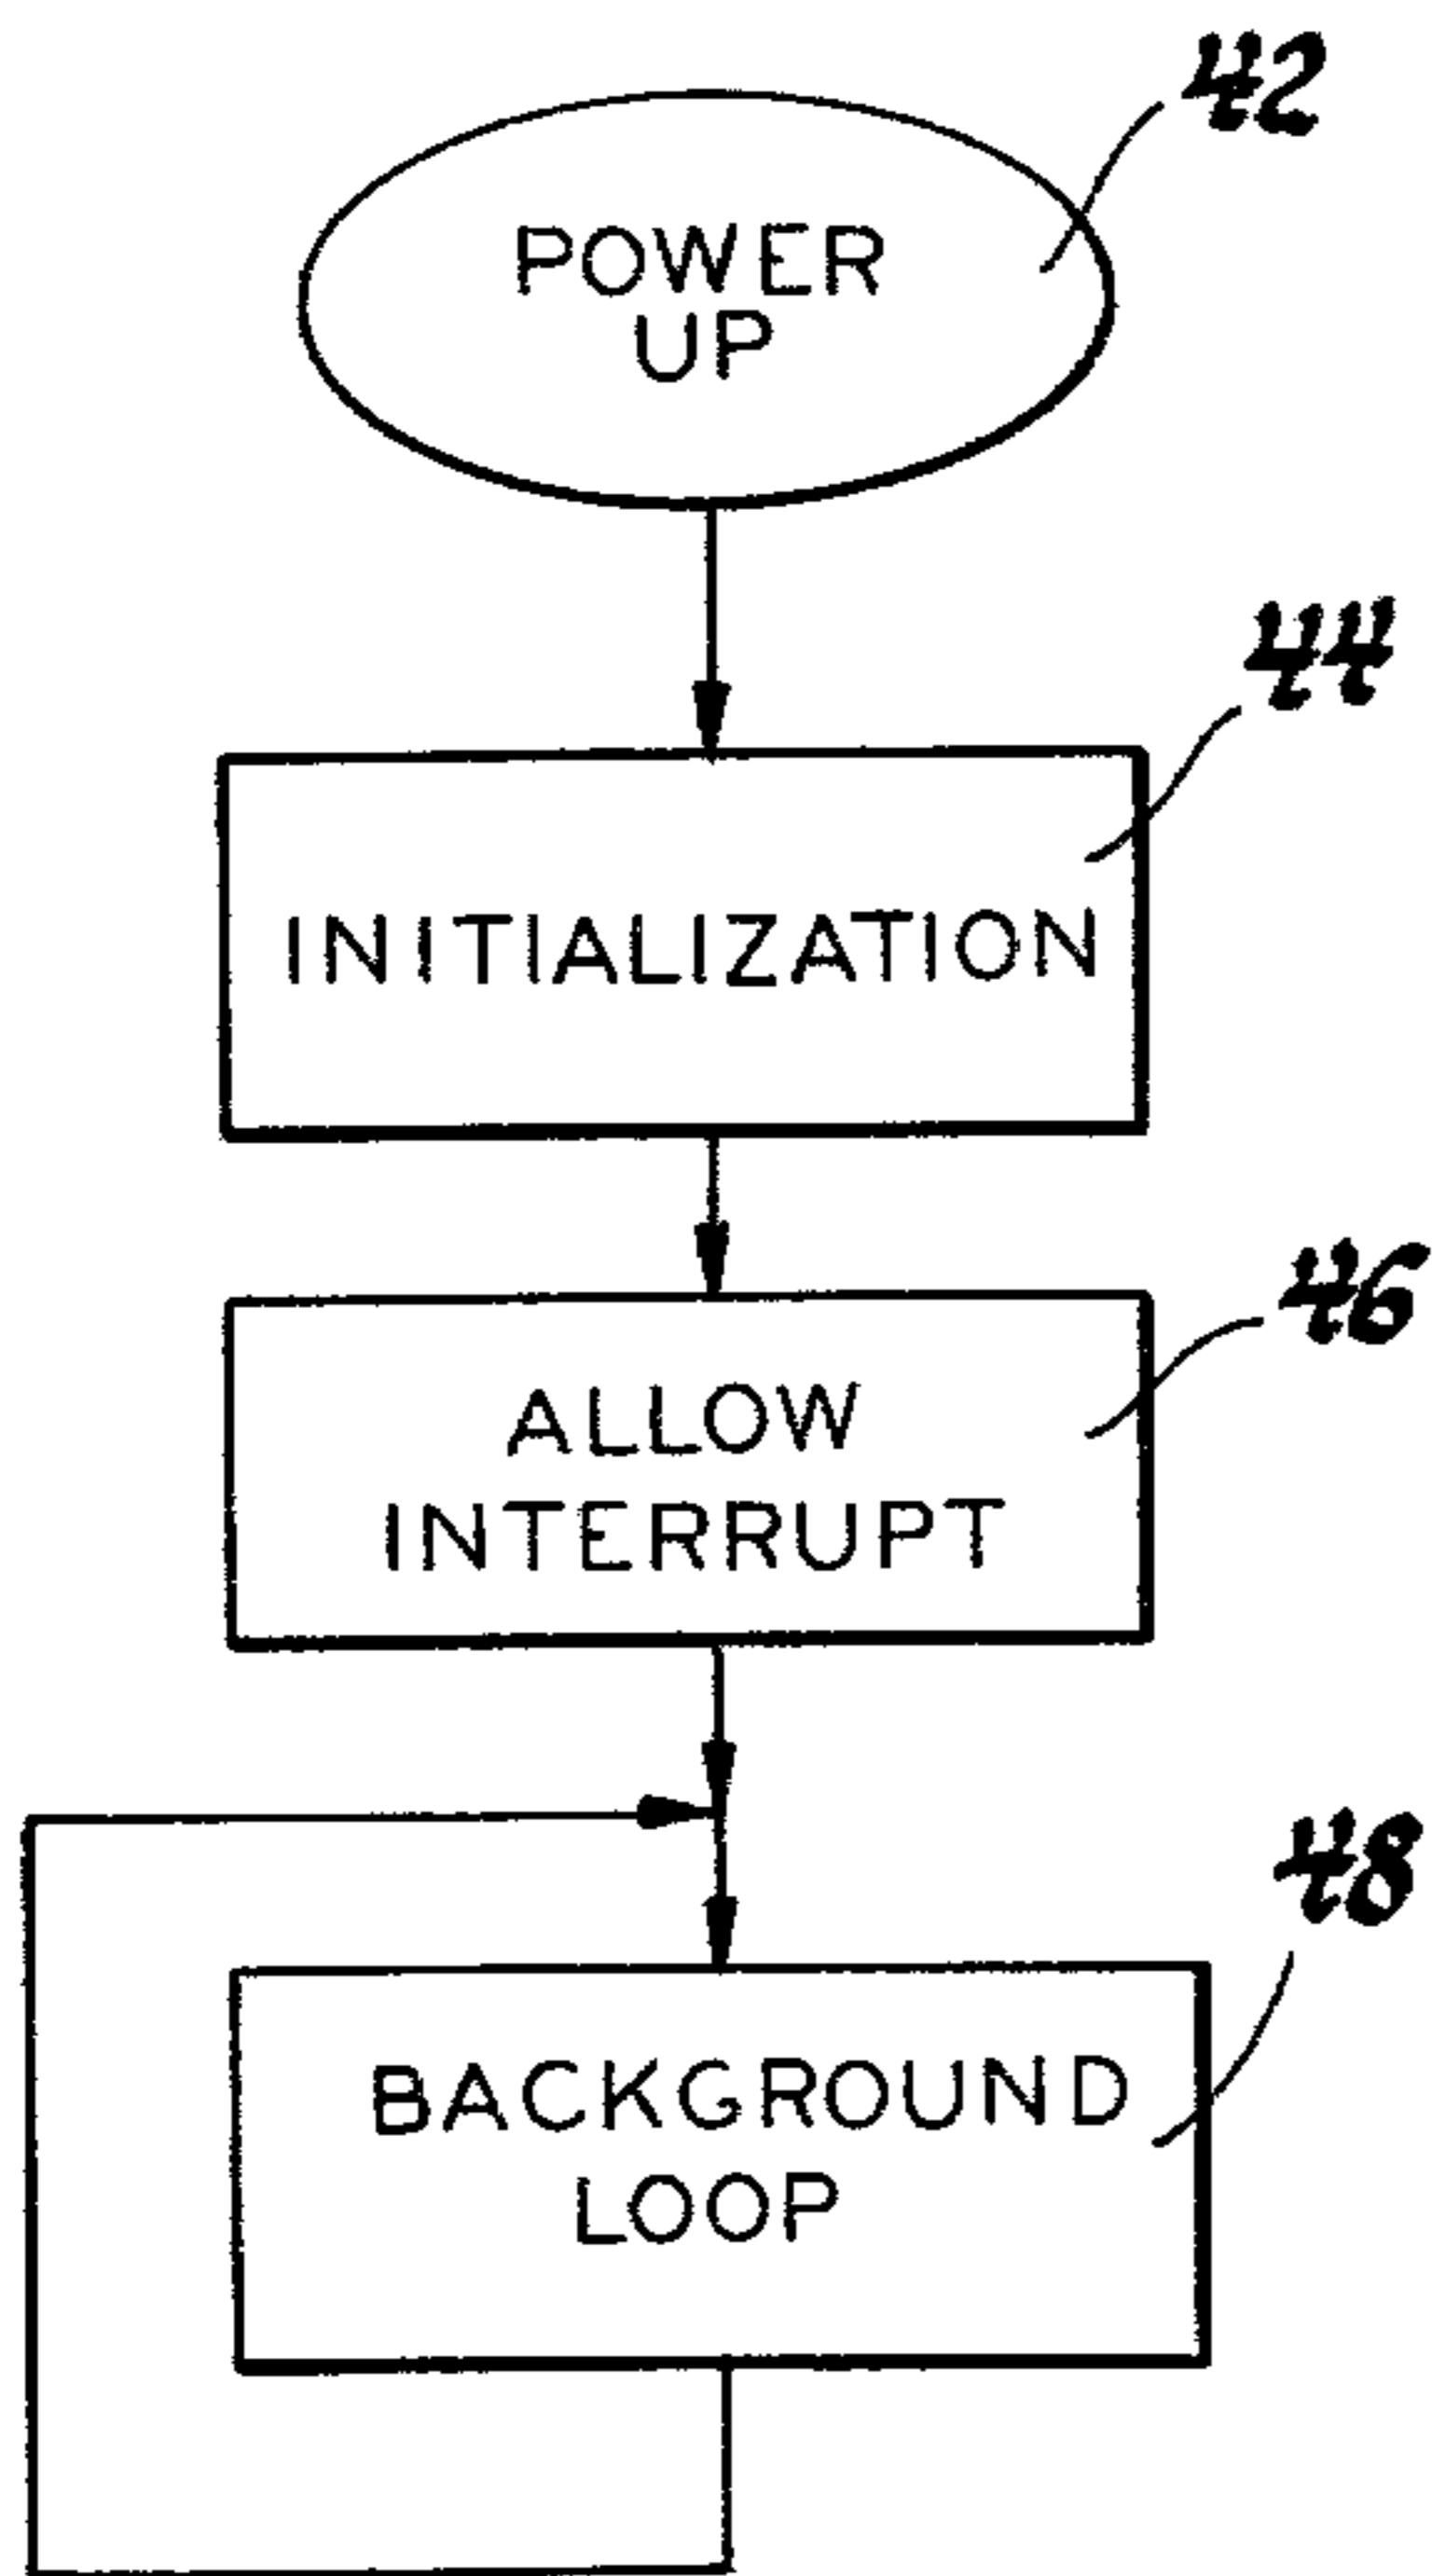 42
POWER
UP
44
INITIALIZATION
46
ALLOW
INTERRUPT
48
BACKGROUND
LOOP